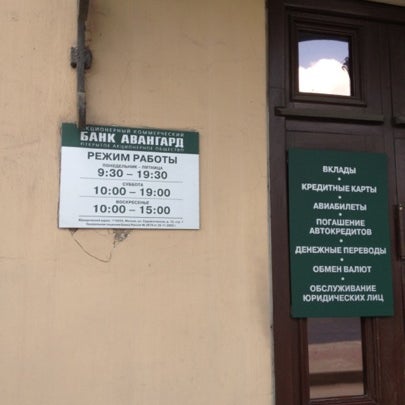 АКЦИОНЕРНЫЙ КОММЕРЧЕСКИЙ
БАНК АВАНГАРД
ОТКРЫТОЕ АКЦИОНЕРНОЕ ОБЩЕСТВО
РЕЖИМ РАБОТЫ
ПОНЕДЕЛЬНИК – ПЯТНИЦА
9:30 – 19:30
СУББОТА
10:00 – 19:00
ВОСКРЕСЕНЬЕ
10:00 – 15:00
ВКЛАДЫ
•
КРЕДИТНЫЕ КАРТЫ
•
АВИАБИЛЕТЫ
•
ПОГАШЕНИЕ
АВТОКРЕДИТОВ
•
ДЕНЕЖНЫЕ ПЕРЕВОДЫ
•
ОБМЕН ВАЛЮТ
•
ОБСЛУЖИВАНИЕ
ЮРИДИЧЕСКИХ ЛИЦ